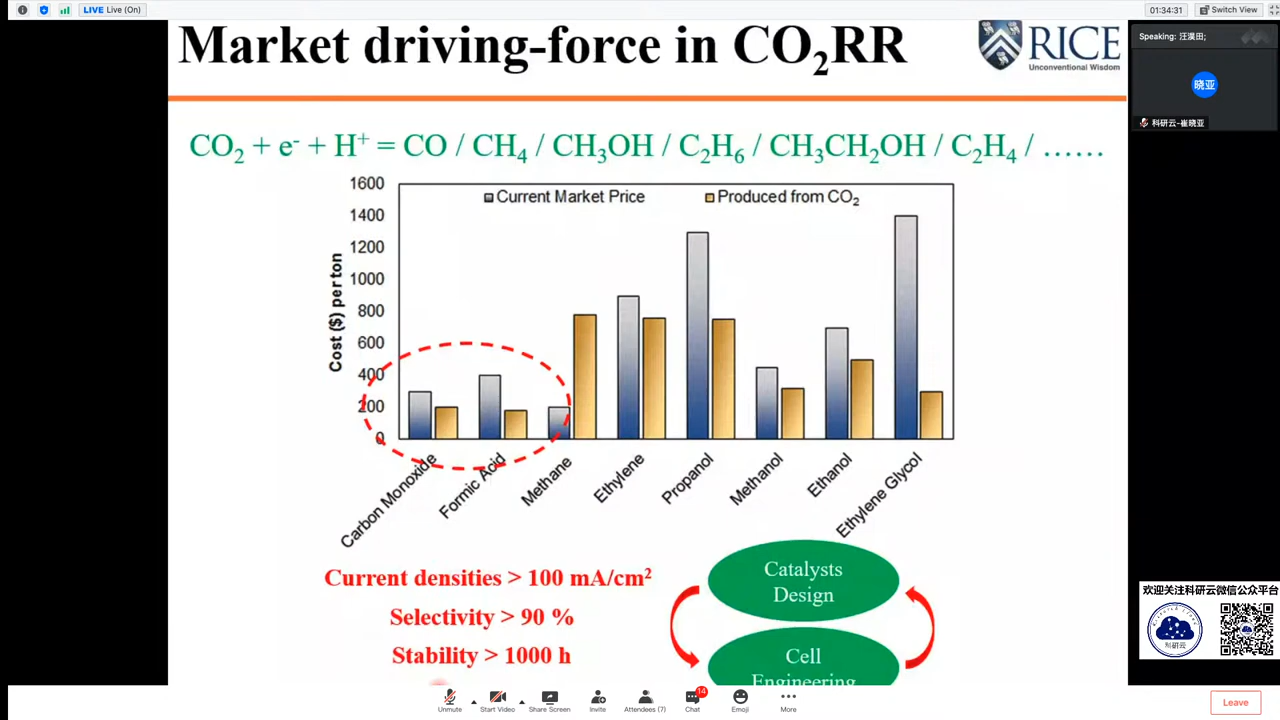 LIVE Live (On)
01:34:31
Switch View
Market driving-force in CO₂RR
RICE
Unconventional Wisdom
Speaking: 汪淏田;
晓亚
科研云-崔晓亚
CO₂ + e⁻ + H⁺ = CO / CH₄ / CH₃OH / C₂H₆ / CH₃CH₂OH / C₂H₄ / ……
Current Market Price
Produced from CO₂
Cost ($) per ton
1600
1400
1200
1000
800
600
400
200
0
Carbon Monoxide
Formic Acid
Methane
Ethylene
Propanol
Methanol
Ethanol
Ethylene Glycol
Current densities > 100 mA/cm²
Selectivity > 90 %
Stability > 1000 h
Catalysts
Design
Cell
Engineering
欢迎关注科研云微信公众平台
科研云
Unmute
Start Video
Share Screen
Invite
Attendees (7)
14
Chat
Emoji
More
Leave